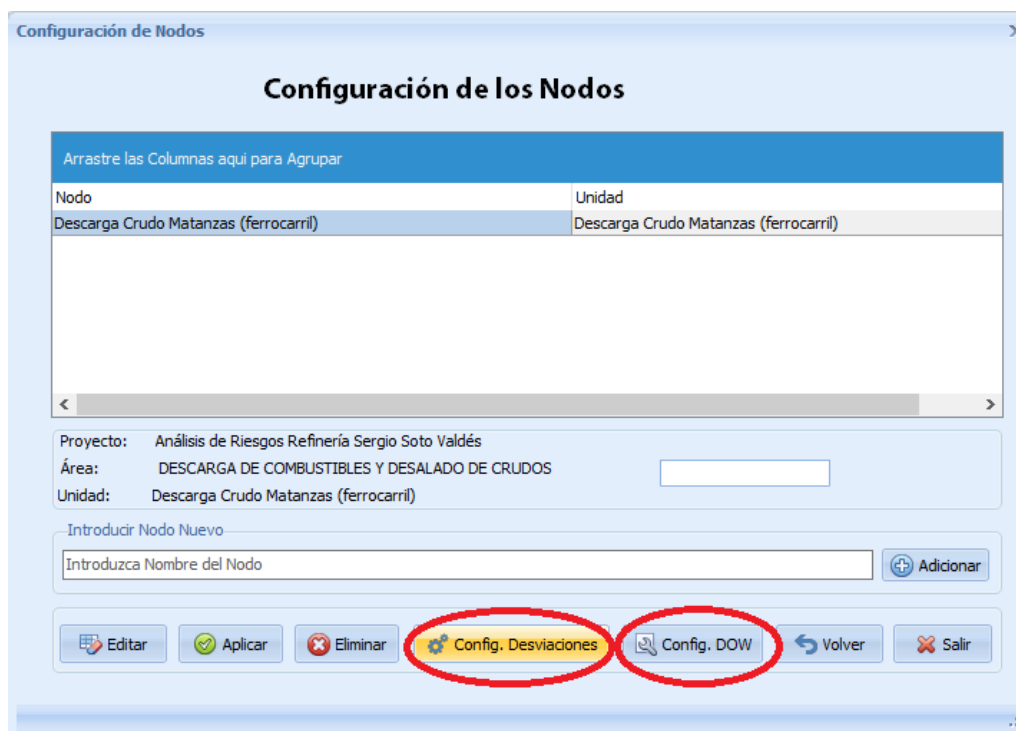 Configuración de Nodos
Configuración de los Nodos
Arrastre las Columnas aqui para Agrupar
Nodo Unidad
Descarga Crudo Matanzas (ferrocarril) Descarga Crudo Matanzas (ferrocarril)
Proyecto: Análisis de Riesgos Refinería Sergio Soto Valdés
Área: DESCARGA DE COMBUSTIBLES Y DESALADO DE CRUDOS
Unidad: Descarga Crudo Matanzas (ferrocarril)
Introducir Nodo Nuevo
Introduzca Nombre del Nodo Adicionar
Editar Aplicar Eliminar Config. Desviaciones Config. DOW Volver Salir